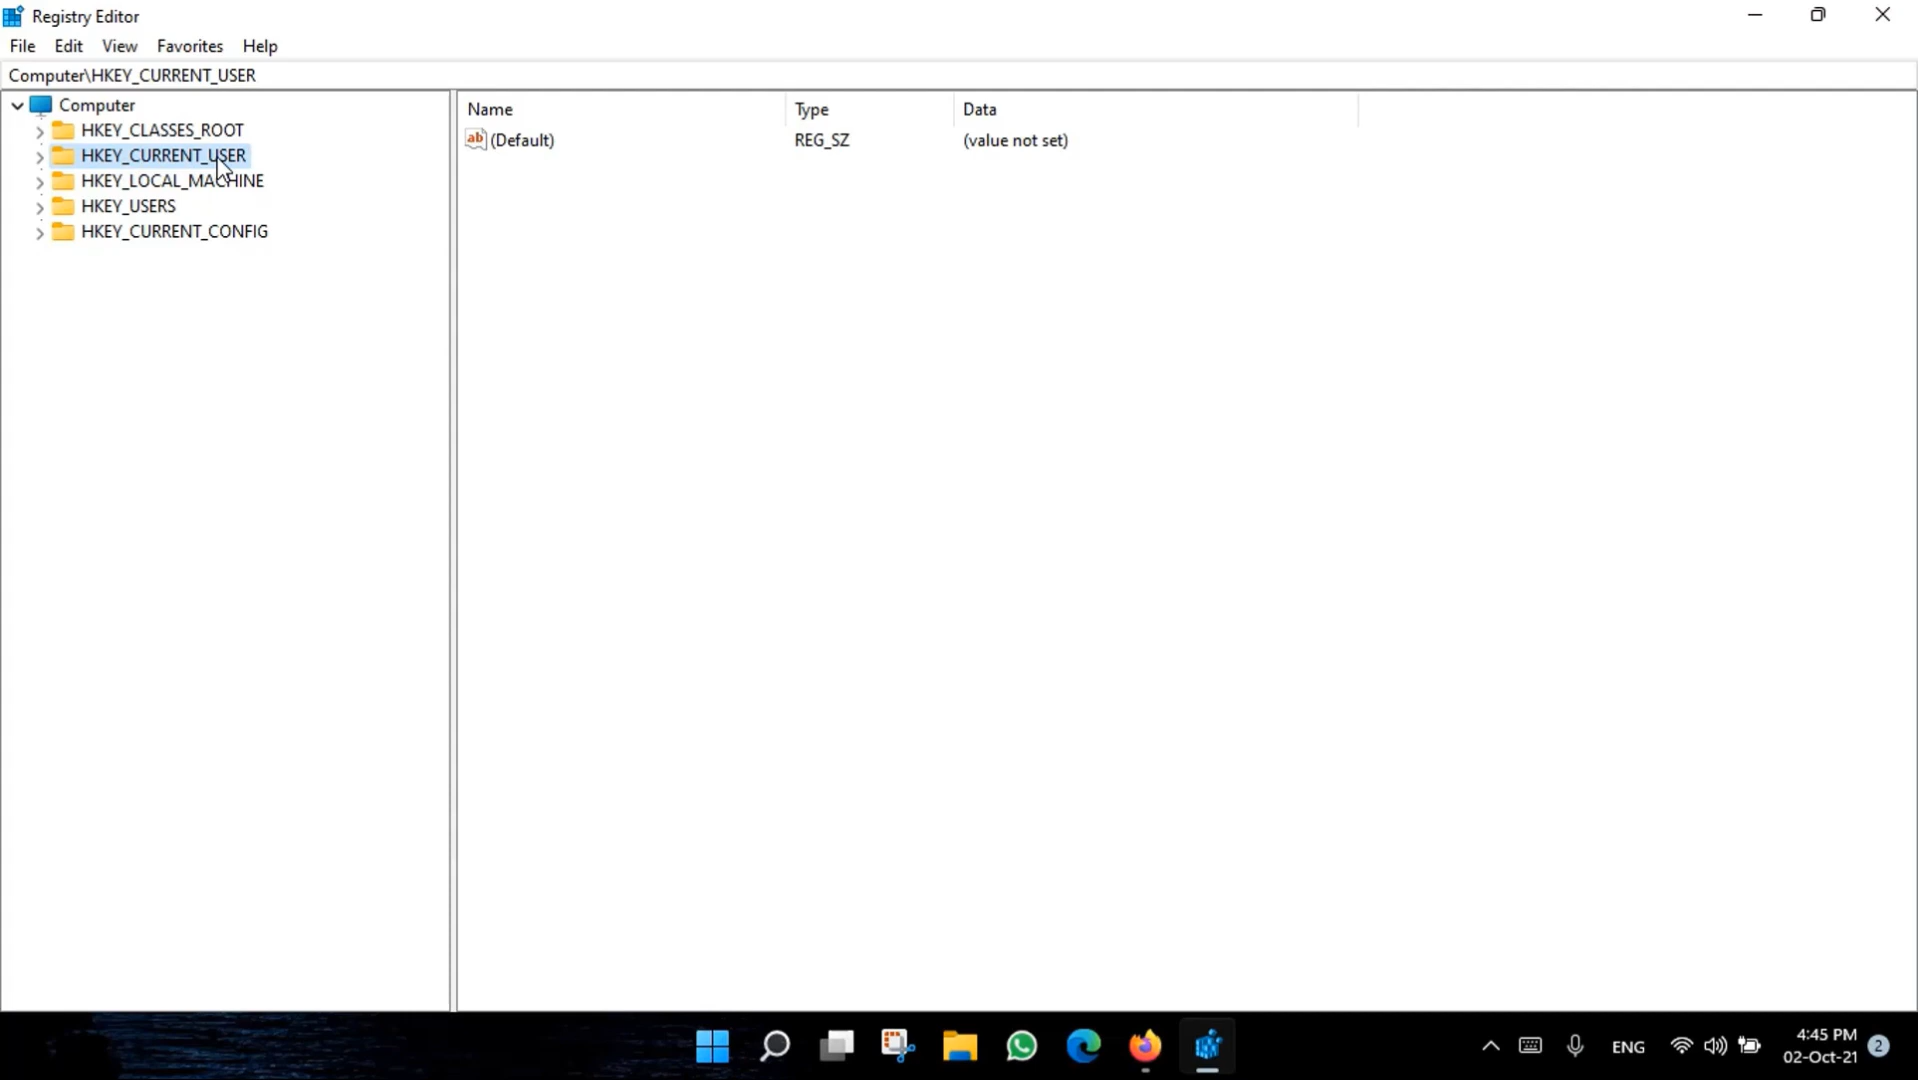 Registry Editor
File Edit View Favorites Help
Computer\HKEY_CURRENT_USER
Computer
HKEY_CLASSES_ROOT
HKEY_CURRENT_USER
HKEY_LOCAL_MACHINE
HKEY_USERS
HKEY_CURRENT_CONFIG
Name Type Data
ab (Default) REG_SZ (value not set)
ENG
4:45 PM
02-Oct-21
2